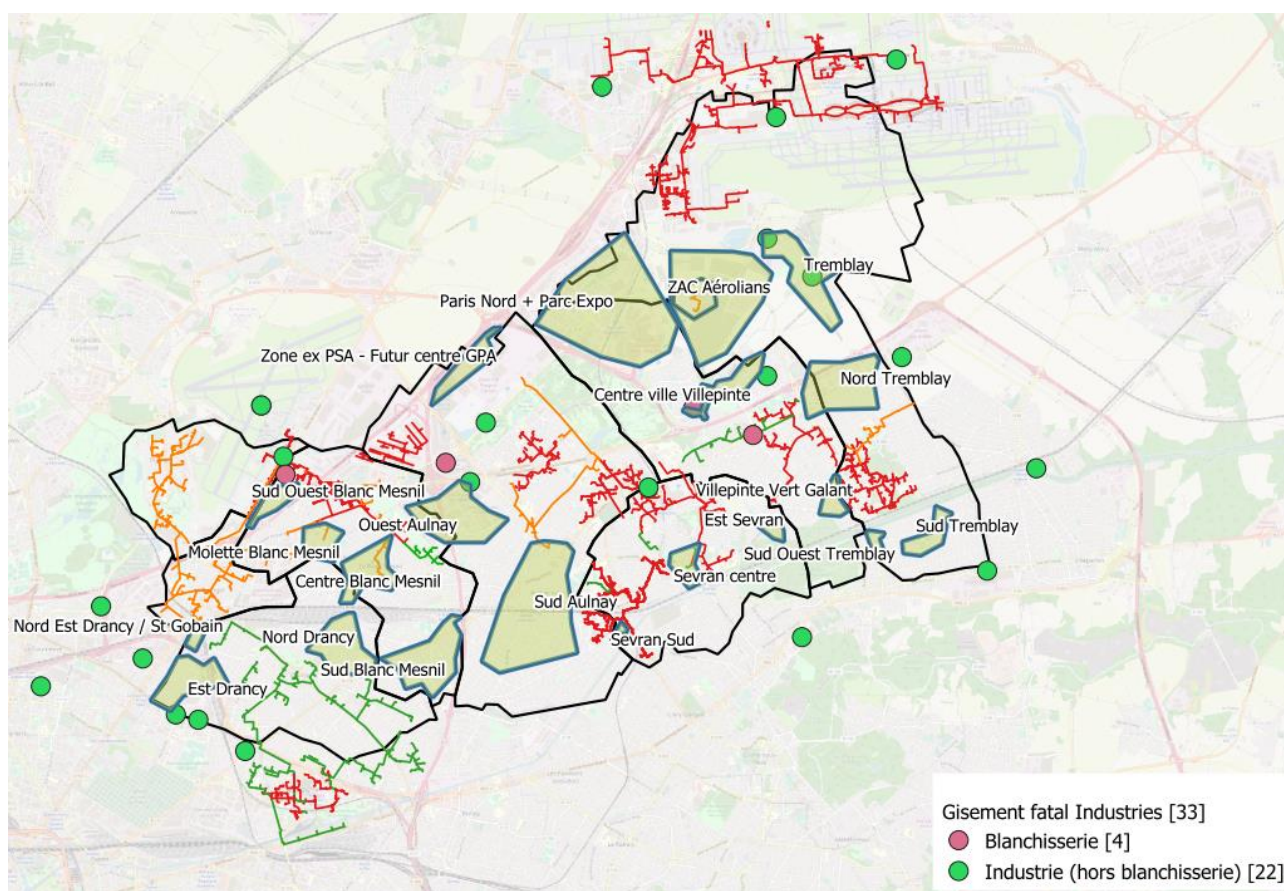 Tremblay
ZAC Aérolians
Paris Nord + Parc Expo
Zone ex PSA - Futur centre GPA
Nord Tremblay
Centre ville Villepinte
Sud Ouest Blanc Mesnil
Villepinte Vert Galant
Ouest Aulnay
Est Sevran
Sud Tremblay
Molette Blanc Mesnil
Sud Ouest Tremblay
Centre Blanc Mesnil
Sevran centre
Sud Aulnay
Nord Est Drancy / St Gobain
Nord Drancy
Sevran Sud
Sud Blanc Mesnil
Est Drancy
Gisement fatal Industries [33]
Blanchisserie [4]
Industrie (hors blanchisserie) [22]